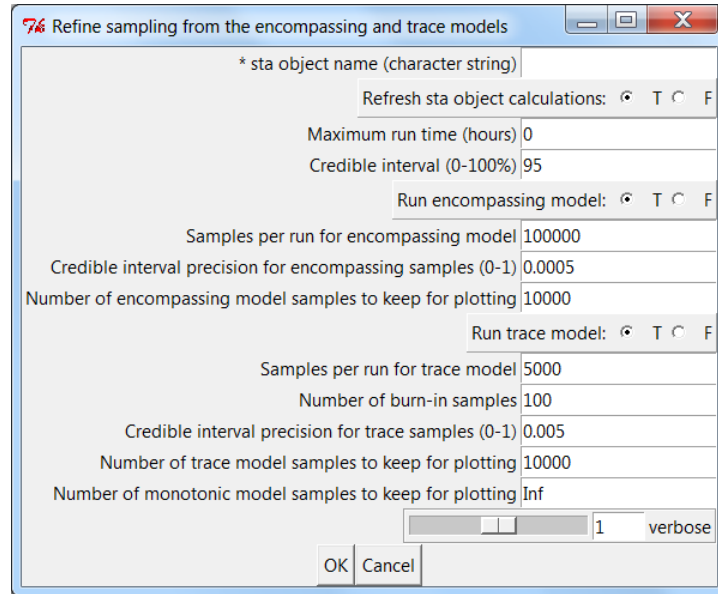 Refine sampling from the encompassing and trace models
* sta object name (character string)
Refresh sta object calculations: T F
Maximum run time (hours) 0
Credible interval (0-100%) 95
Run encompassing model: T F
Samples per run for encompassing model 100000
Credible interval precision for encompassing samples (0-1) 0.0005
Number of encompassing model samples to keep for plotting 10000
Run trace model: T F
Samples per run for trace model 5000
Number of burn-in samples 100
Credible interval precision for trace samples (0-1) 0.005
Number of trace model samples to keep for plotting 10000
Number of monotonic model samples to keep for plotting Inf
1 verbose
OK Cancel